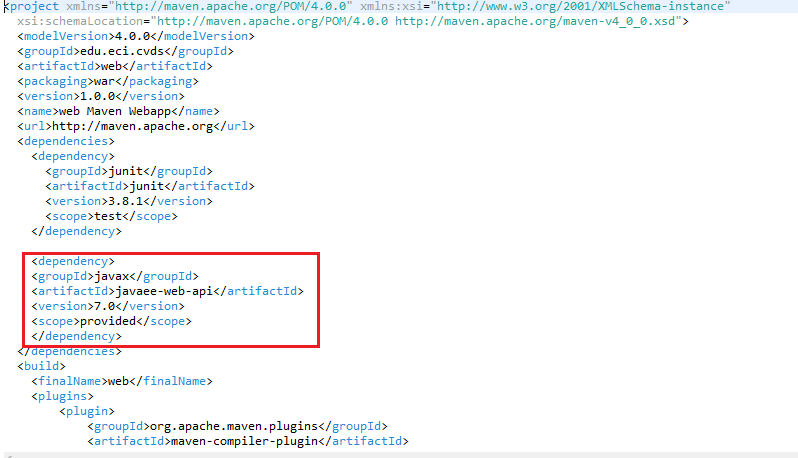 <project xmlns="http://maven.apache.org/POM/4.0.0" xmlns:xsi="http://www.w3.org/2001/XMLSchema-instance"
  xsi:schemaLocation="http://maven.apache.org/POM/4.0.0 http://maven.apache.org/maven-v4_0_0.xsd">
  <modelVersion>4.0.0</modelVersion>
  <groupId>edu.eci.cvds</groupId>
  <artifactId>web</artifactId>
  <packaging>war</packaging>
  <version>1.0.0</version>
  <name>web Maven Webapp</name>
  <url>http://maven.apache.org</url>
  <dependencies>
    <dependency>
      <groupId>junit</groupId>
      <artifactId>junit</artifactId>
      <version>3.8.1</version>
      <scope>test</scope>
    </dependency>
    <dependency>
    <groupId>javax</groupId>
    <artifactId>javaee-web-api</artifactId>
    <version>7.0</version>
    <scope>provided</scope>
    </dependency>
  </dependencies>
  <build>
    <finalName>web</finalName>
    <plugins>
        <plugin>
            <groupId>org.apache.maven.plugins</groupId>
            <artifactId>maven-compiler-plugin</artifactId>